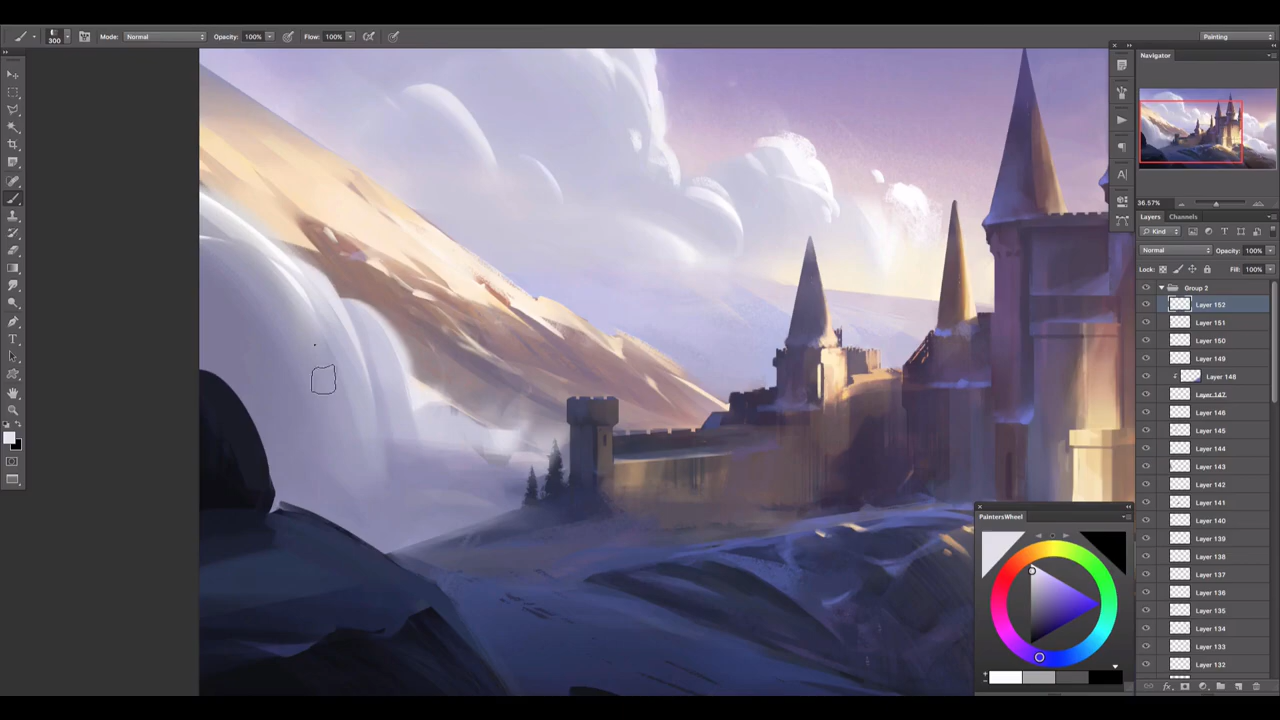 300
Mode: Normal
Opacity: 100%
Flow: 100%
Painting
Navigator
36.57%
Layers Channels
Kind
Normal
Opacity: 100%
Lock:
Fill: 100%
Group 2
Layer 152
Layer 151
Layer 150
Layer 149
Layer 148
Layer 147
Layer 146
Layer 145
Layer 144
Layer 143
Layer 142
Layer 141
Layer 140
Layer 139
Layer 138
Layer 137
Layer 136
Layer 135
Layer 134
Layer 133
Layer 132
PaintersWheel